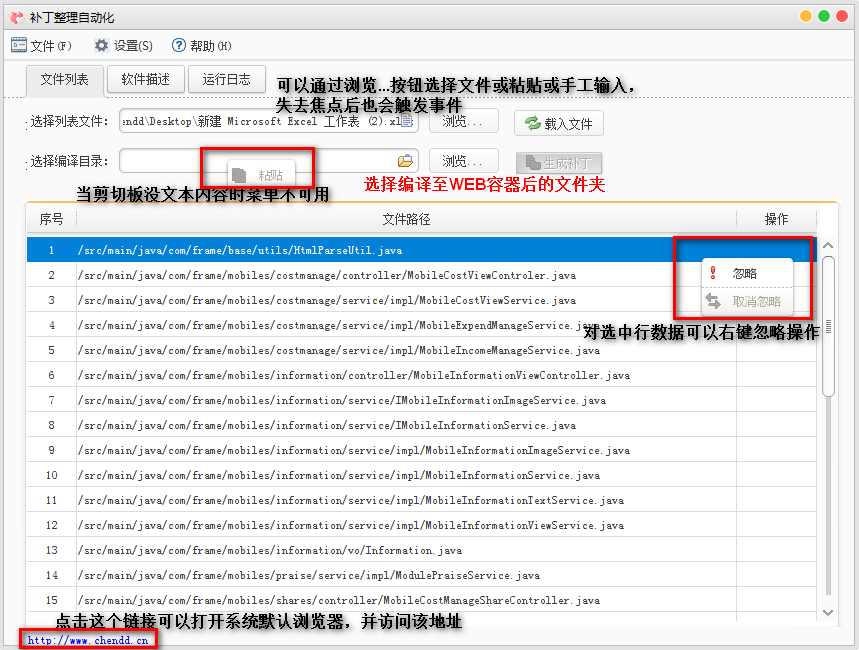 补丁整理自动化
文件(F) 设置(S) 帮助(H)
文件列表 软件描述 运行日志
可以通过浏览...按钮选择文件或粘贴或手工输入，
失去焦点后也会触发事件
选择列表文件： endd\Desktop\新建 Microsoft Excel 工作表 (2).xl 浏览... 载入文件
选择编译目录： 粘贴 浏览... 生成补丁
当剪切板没文本内容时菜单不可用 选择编译至WEB容器后的文件夹
序号 文件路径 操作
1 /src/main/java/com/frame/base/utils/HtmlParseUtil.java
忽略
2 /src/main/java/com/frame/mobiles/costmanage/controller/MobileCostViewControler.java
3 /src/main/java/com/frame/mobiles/costmanage/service/impl/MobileCostViewService.java
取消忽略
4 /src/main/java/com/frame/mobiles/costmanage/service/impl/MobileExpendManageService.java
对选中行数据可以右键忽略操作
5 /src/main/java/com/frame/mobiles/costmanage/service/impl/MobileIncomeManageService.java
6 /src/main/java/com/frame/mobiles/information/controller/MobileInformationViewController.java
7 /src/main/java/com/frame/mobiles/information/service/IMobileInformationImageService.java
8 /src/main/java/com/frame/mobiles/information/service/IMobileInformationService.java
9 /src/main/java/com/frame/mobiles/information/service/impl/MobileInformationImageService.java
10 /src/main/java/com/frame/mobiles/information/service/impl/MobileInformationService.java
11 /src/main/java/com/frame/mobiles/information/service/impl/MobileInformationTextService.java
12 /src/main/java/com/frame/mobiles/information/service/impl/MobileInformationViewService.java
13 /src/main/java/com/frame/mobiles/information/vo/Information.java
14 /src/main/java/com/frame/mobiles/praise/service/impl/ModulePraiseService.java
15 /src/main/java/com/frame/mobiles/shares/controller/MobileCostManageShareController.java
点击这个链接可以打开系统默认浏览器，并访问该地址
http://www.chendd.cn